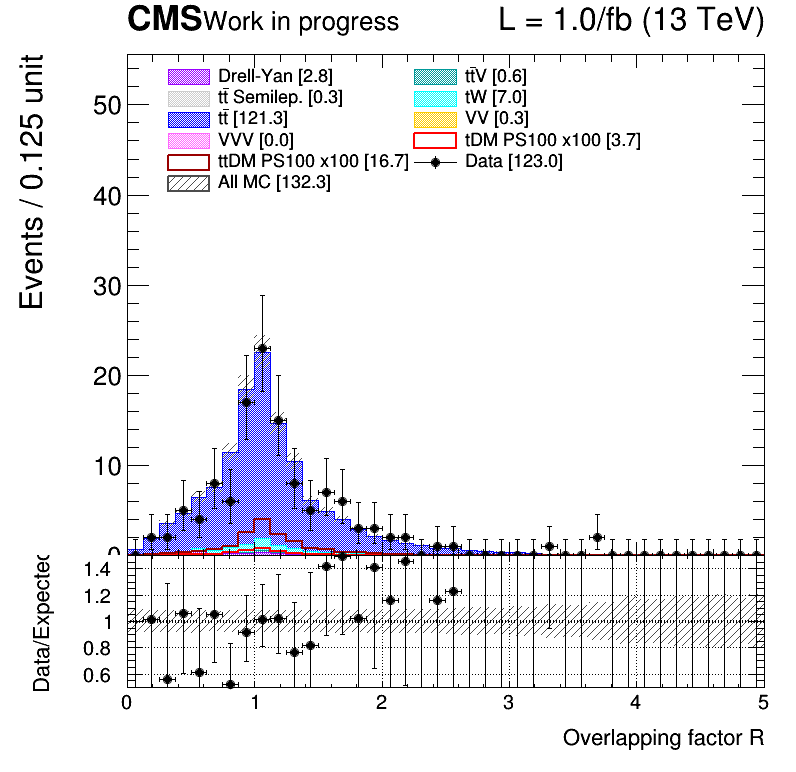 CMS Work in progress L = 1.0/fb (13 TeV)
Events / 0.125 unit
Drell-Yan [2.8] tt̄V [0.6]
tt̄ Semilep. [0.3] tW [7.0]
tt̄ [121.3] VV [0.3]
VVV [0.0] tDM PS100 x100 [3.7]
ttDM PS100 x100 [16.7] Data [123.0]
All MC [132.3]
50
40
30
20
10
0
Data/Expected
1.4
1.2
1
0.8
0.6
0 1 2 3 4 5
Overlapping factor R